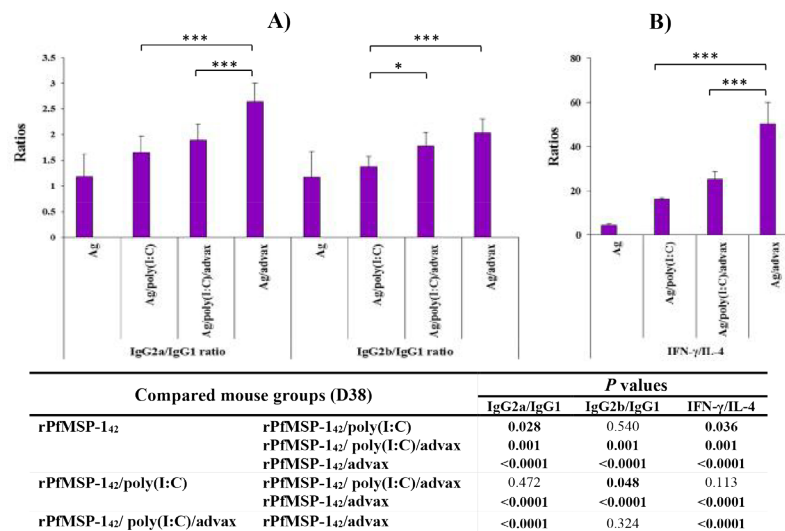 A)
B)
***
***
3.5
3
2.5
2
1.5
1
0.5
0
Ratios
***
*
Ag
Ag/poly(I:C)
Ag/poly(I:C)/advax
Ag/advax
Ag
Ag/poly(I:C)
Ag/poly(I:C)/advax
Ag/advax
IgG2a/IgG1 ratio
IgG2b/IgG1 ratio
80
60
40
20
0
Ratios
***
***
Ag
Ag/poly(I:C)
Ag/poly(I:C)/advax
Ag/advax
IFN-γ/IL-4
Compared mouse groups (D38) P values
IgG2a/IgG1 IgG2b/IgG1 IFN-γ/IL-4
rPfMSP-1₄₂ rPfMSP-1₄₂/poly(I:C) 0.028 0.540 0.036
rPfMSP-1₄₂/ poly(I:C)/advax 0.001 0.001 0.001
rPfMSP-1₄₂/advax <0.0001 <0.0001 <0.0001
rPfMSP-1₄₂/poly(I:C) rPfMSP-1₄₂/ poly(I:C)/advax 0.472 0.048 0.113
rPfMSP-1₄₂/advax <0.0001 <0.0001 <0.0001
rPfMSP-1₄₂/ poly(I:C)/advax rPfMSP-1₄₂/advax <0.0001 0.324 <0.0001